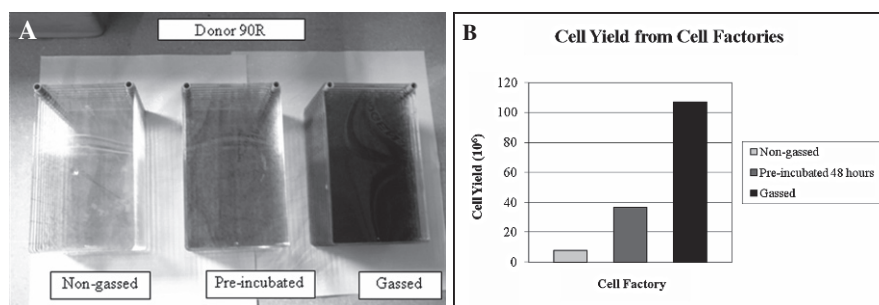 A
Donor 90R
Non-gassed
Pre-incubated
Gassed
B
Cell Yield from Cell Factories
Cell Yield (10⁶)
120
100
80
60
40
20
0
Cell Factory
Non-gassed
Pre-incubated 48 hours
Gassed